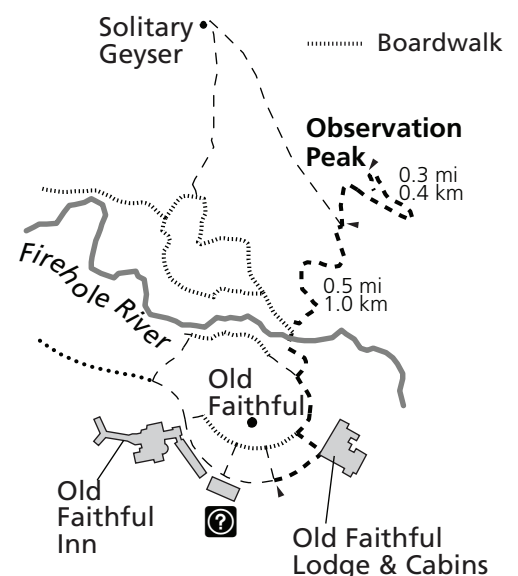 Solitary
Geyser
Boardwalk
Observation
Peak
0.3 mi
0.4 km
0.5 mi
1.0 km
Firehole River
Old
Faithful
Old
Faithful
Inn
?
Old Faithful
Lodge & Cabins